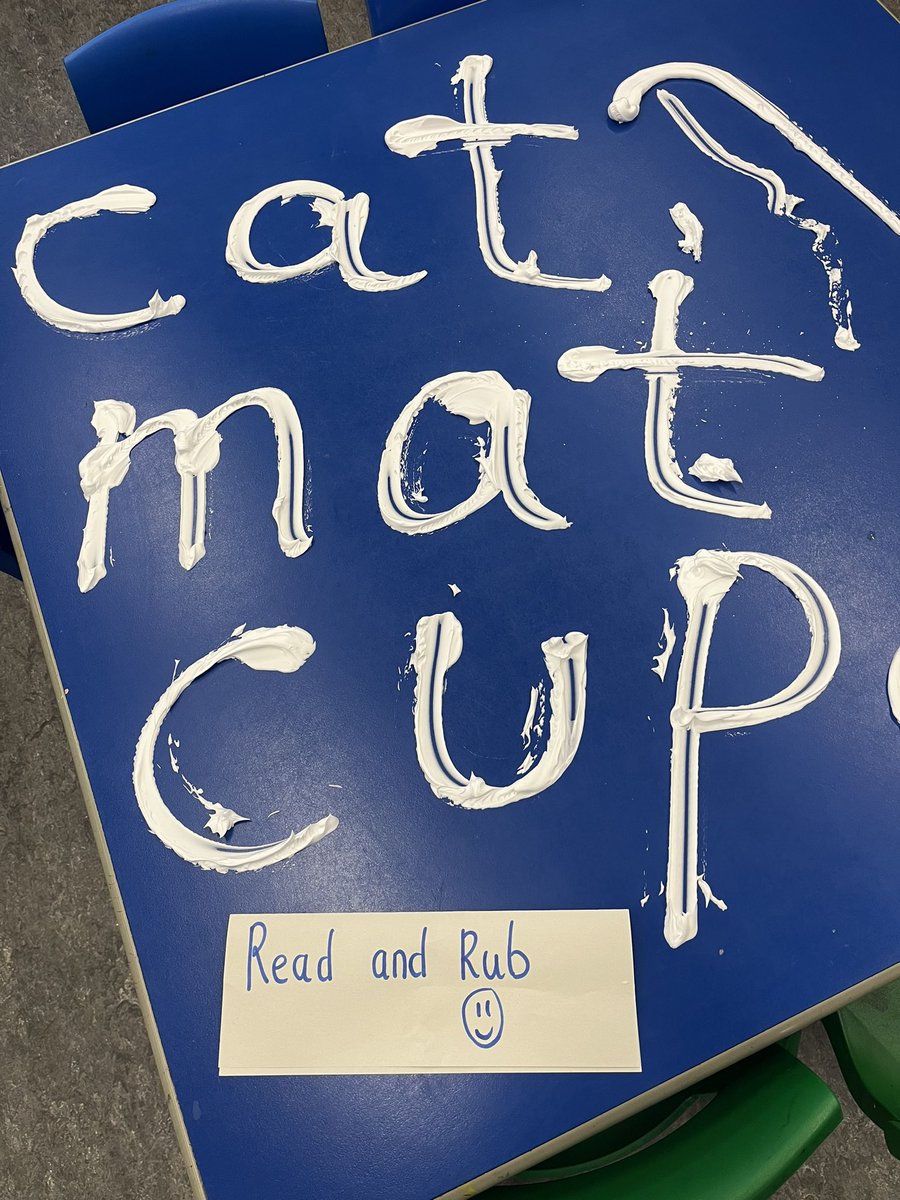 cat
mat
cup
Read and Rub